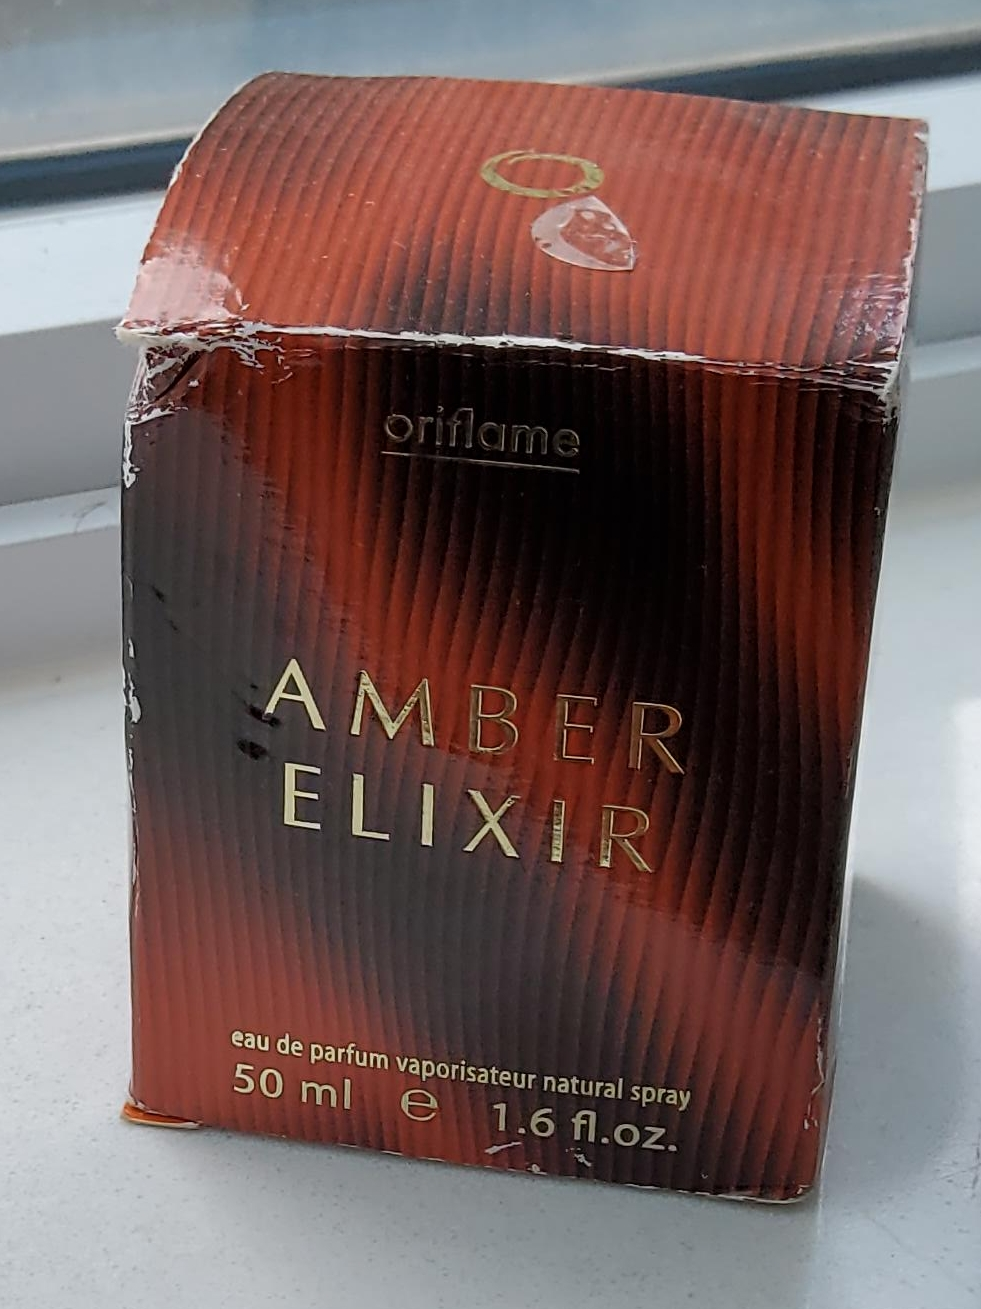 oriflame
AMBER
ELIXIR
eau de parfum vaporisateur natural spray
50 ml ℮ 1.6 fl.oz.